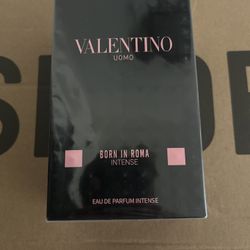 VALENTINO
UOMO
BORN IN ROMA
INTENSE
EAU DE PARFUM INTENSE